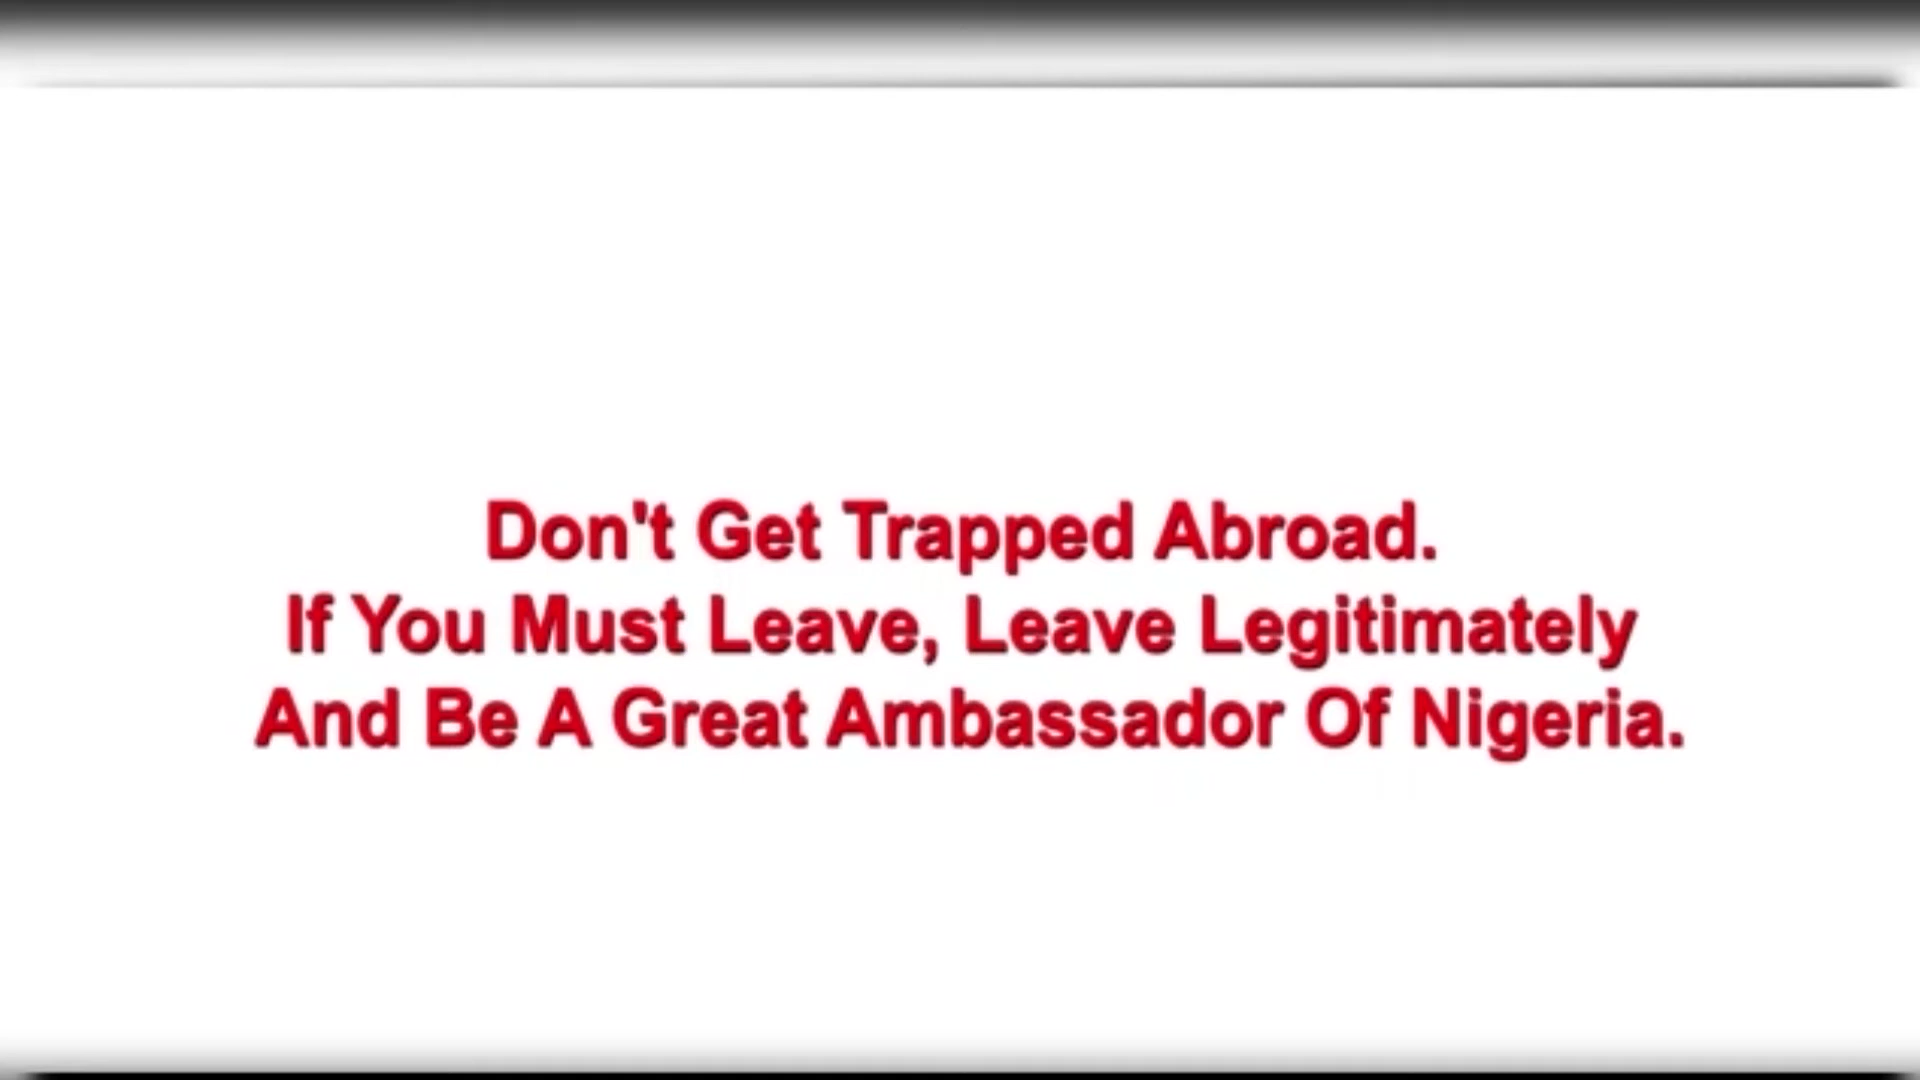 Don't Get Trapped Abroad.
If You Must Leave, Leave Legitimately
And Be A Great Ambassador Of Nigeria.